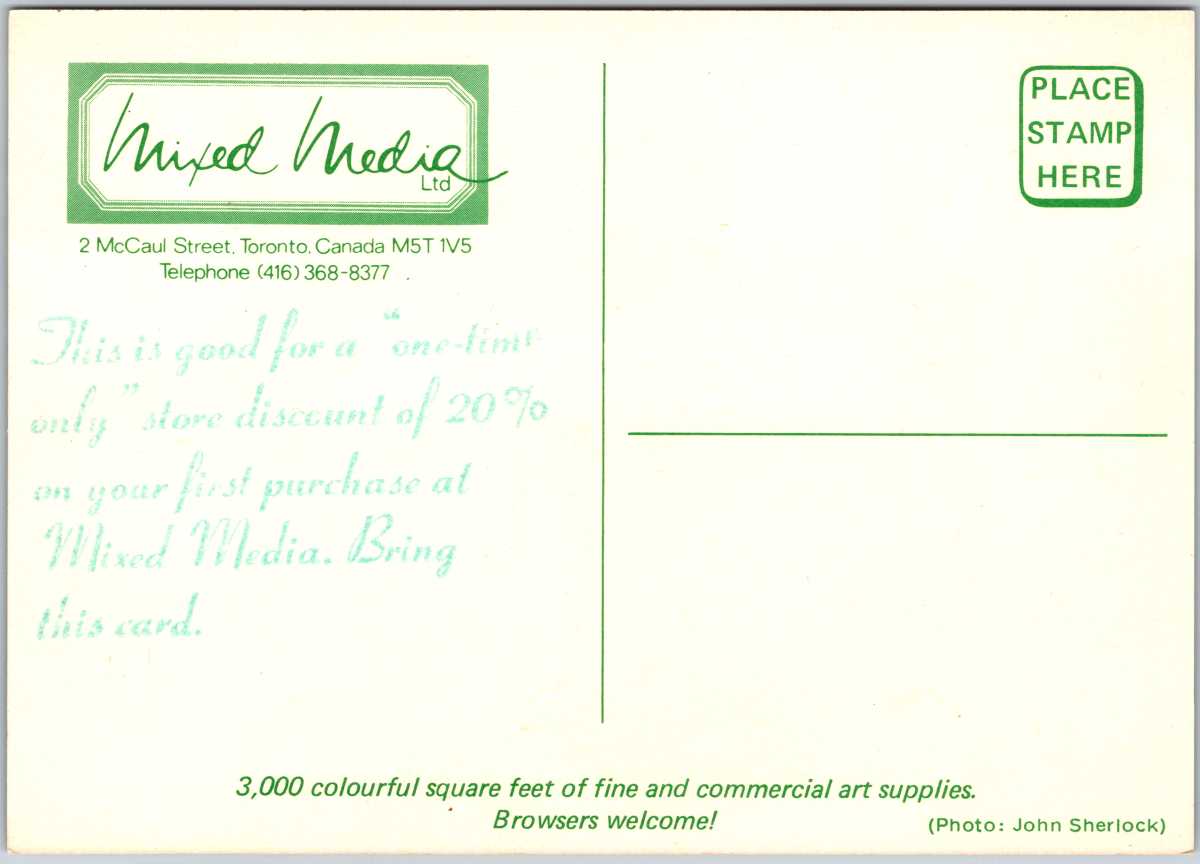 Mixed Media
Ltd
2 McCaul Street, Toronto, Canada M5T 1V5
Telephone (416) 368-8377
This is good for a "one-time
only" store discount of 20%
on your first purchase at
Mixed Media. Bring
this card.
PLACE
STAMP
HERE
3,000 colourful square feet of fine and commercial art supplies.
Browsers welcome!
(Photo: John Sherlock)